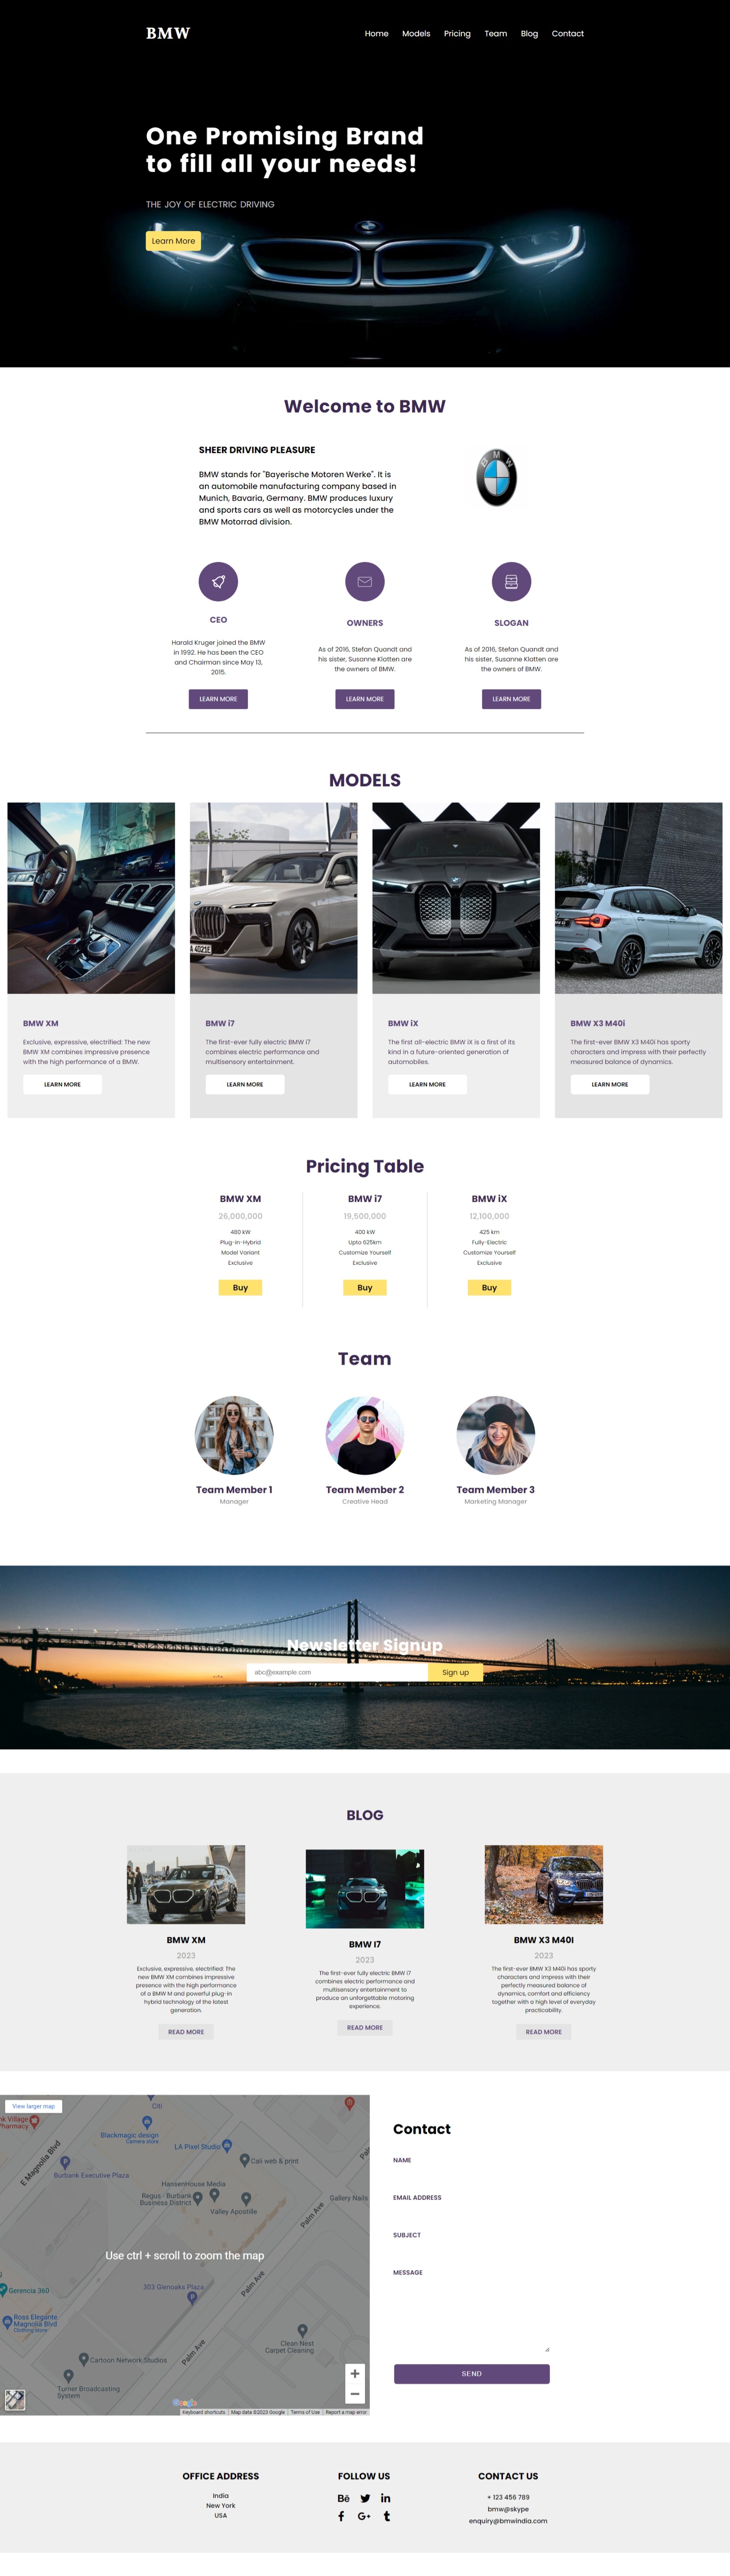 BMW
Home Models Pricing Team Blog Contact
One Promising Brand
to fill all your needs!
THE JOY OF ELECTRIC DRIVING
Learn More
Welcome to BMW
SHEER DRIVING PLEASURE
BMW stands for "Bayerische Motoren Werke". It is
an automobile manufacturing company based in
Munich, Bavaria, Germany. BMW produces luxury
and sports cars as well as motorcycles under the
BMW Motorrad division.
BMW
CEO
Harald Kruger joined the BMW
in 1992. He has been the CEO
and Chairman since May 13,
2015.
LEARN MORE
OWNERS
As of 2016, Stefan Quandt and
his sister, Susanne Klatten are
the owners of BMW.
LEARN MORE
SLOGAN
As of 2016, Stefan Quandt and
his sister, Susanne Klatten are
the owners of BMW.
LEARN MORE
MODELS
BMW XM
Exclusive, expressive, electrified: The new
BMW XM combines impressive presence
with the high performance of a BMW.
LEARN MORE
A 4021E
BMW i7
The first-ever fully electric BMW i7
combines electric performance and
multisensory entertoinment.
LEARN MORE
BMW iX
The first all-electric BMW iX is a first of its
kind in a future-oriented generation of
automobiles.
LEARN MORE
BMW X3 M40i
The first-ever BMW X3 M40i has sporty
characters and impress with their perfectly
measured balance of dynamics.
LEARN MORE
Pricing Table
BMW XM
26,000,000
480 kW
Plug-in-Hybrid
Model Variant
Exclusive
Buy
BMW i7
19,500,000
400 kW
Upto 625km
Customize Yourself
Exclusive
Buy
BMW iX
12,100,000
425 km
Fully-Electric
Customize Yourself
Exclusive
Buy
Team
Team Member 1
Manager
Team Member 2
Creative Head
Team Member 3
Marketing Manager
Newsletter Signup
abc@example.com
Sign up
BLOG
BMW XM
2023
Exclusive, expressive, electrified: The
new BMW XM combines impressive
presence with the high performance
of a BMW M and powerful plug-in
hybrid technology of the latest
generation.
READ MORE
BMW I7
2023
The first-ever fully electric BMW i7
combines electric performance and
multisensory entertainment to
produce an unforgettable motoring
experience.
READ MORE
BMW X3 M40I
2023
The first-ever BMW X3 M40i has sporty
characters and impress with their
perfectly measured balance of
dynamics, comfort and efficiency
together with a high level of everyday
practicability.
READ MORE
View larger map
Citi
nk Village
Pharmacy
Blackmagic design
Camera store
LA Pixel Studio
Cali web & print
Pal
E Magnolia Blvd
Burbank Executive Plaza
HansenHouse Media
Regus - Burbank
Business District
Valley Apostille
Gallery Nails
Palm Ave
Use ctrl + scroll to zoom the map
Palm Ave
Gerencia 360
303 Glenoaks Plaza
Ross Elegante
Magnolia Blvd
Clothing store
Palm Ave
Clean Nest
Carpet Cleaning
Cartoon Network Studios
Turner Broadcasting
System
Google
Keyboard shortcuts Map data ©2023 Google Terms of Use Report a map error
Contact
NAME
EMAIL ADDRESS
SUBJECT
MESSAGE
SEND
OFFICE ADDRESS
India
New York
USA
FOLLOW US
CONTACT US
+ 123 456 789
bmw@skype
enquiry@bmwindia.com